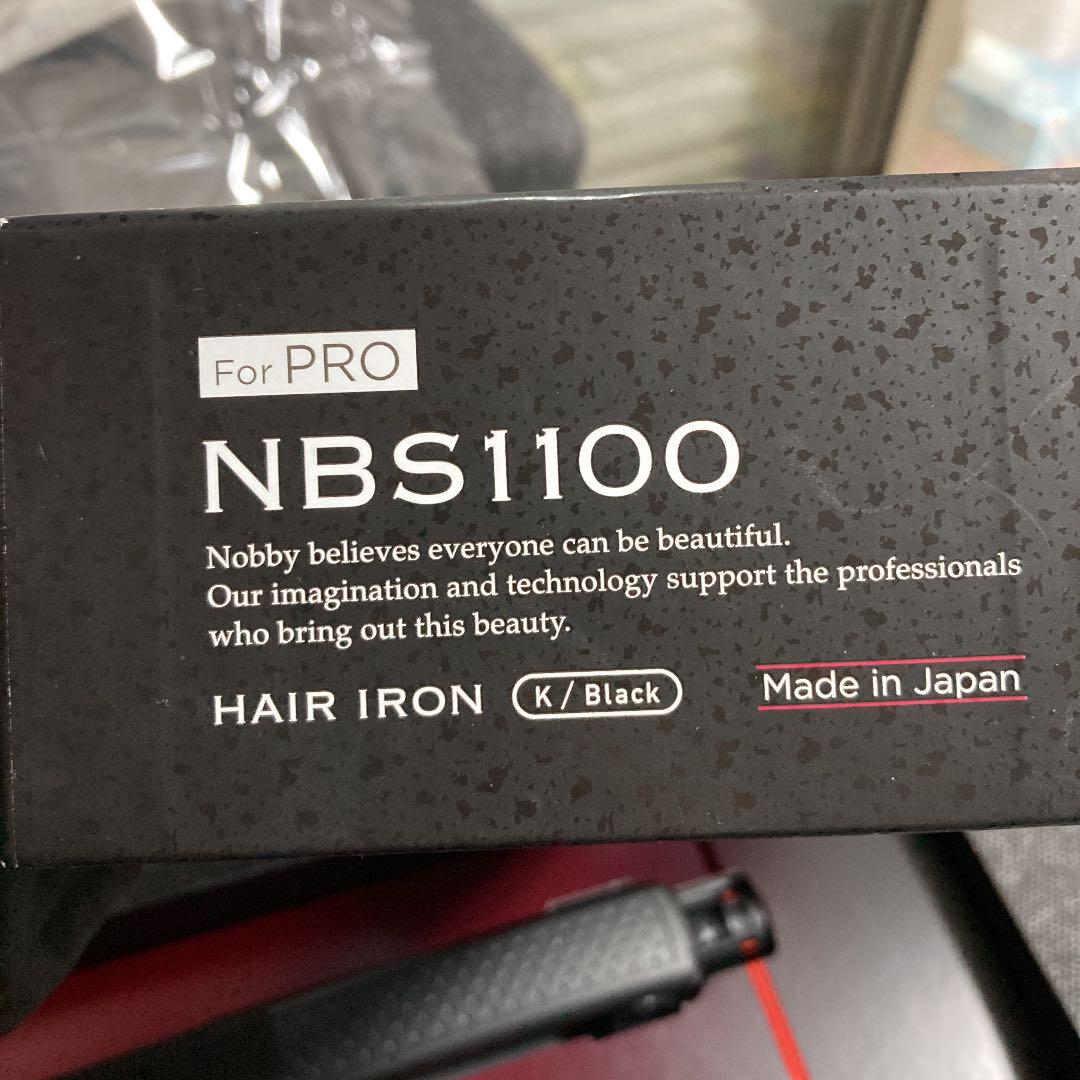 For PRO
NBS1100
Nobby believes everyone can be beautiful.
Our imagination and technology support the professionals
who bring out this beauty.
HAIR IRON K / Black Made in Japan